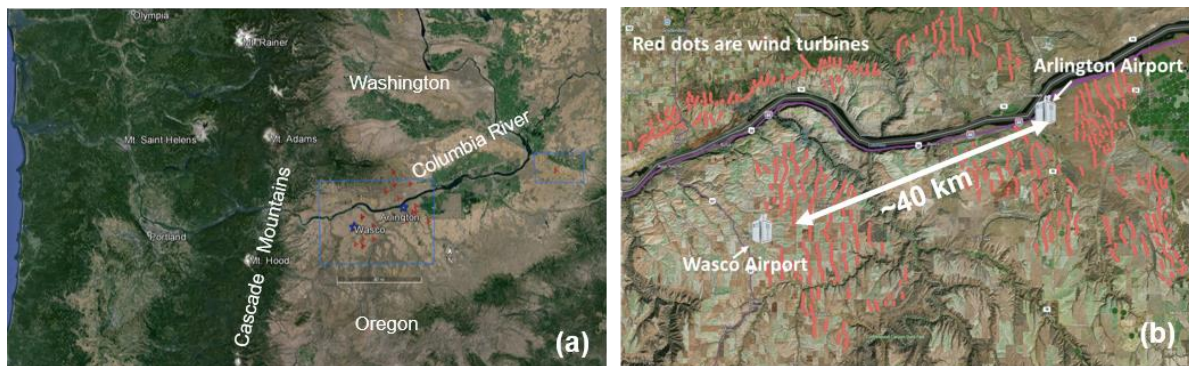 Olympia
Mt. Rainer
Washington
Mt. Saint Helens
Mt. Adams
Columbia River
Cascade Mountains
Arlington
Wasco
Portland
Mt. Hood
Oregon
(a)
Red dots are wind turbines
Arlington Airport
~40 km
Wasco Airport
(b)